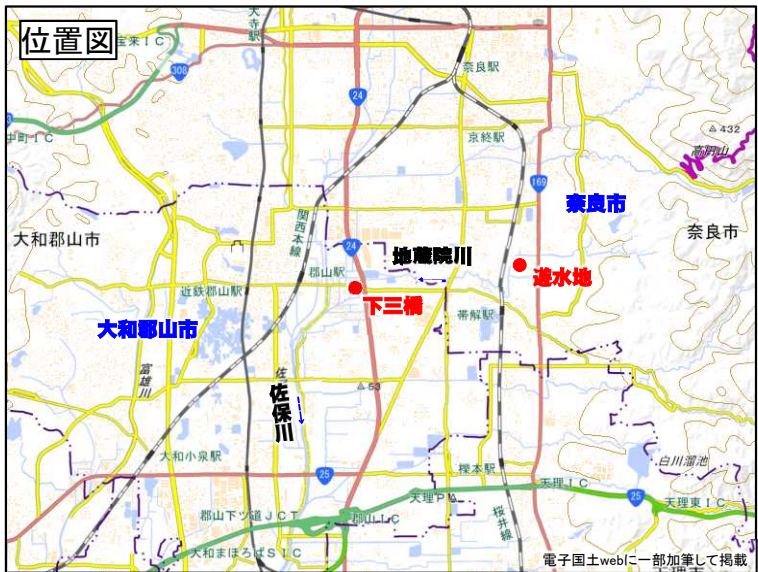 位置図
大寺駅
宝来IC
308
24
奈良駅
中町IC
京終駅
△432
高円山
169
奈良市
奈良市
大和郡山市
関西本線
24
地蔵院川
郡山駅
遊水地
近鉄郡山駅
下三橋
帯解駅
大和郡山市
富雄川
佐
佐保川
△53
大和小泉駅
25
櫟本駅
白川溜池
天理PA
天理IC
25
天理東IC
郡山下ツ道JCT
郡山IC
桜井線
大和まほろばSIC
電子国土webに一部加筆して掲載